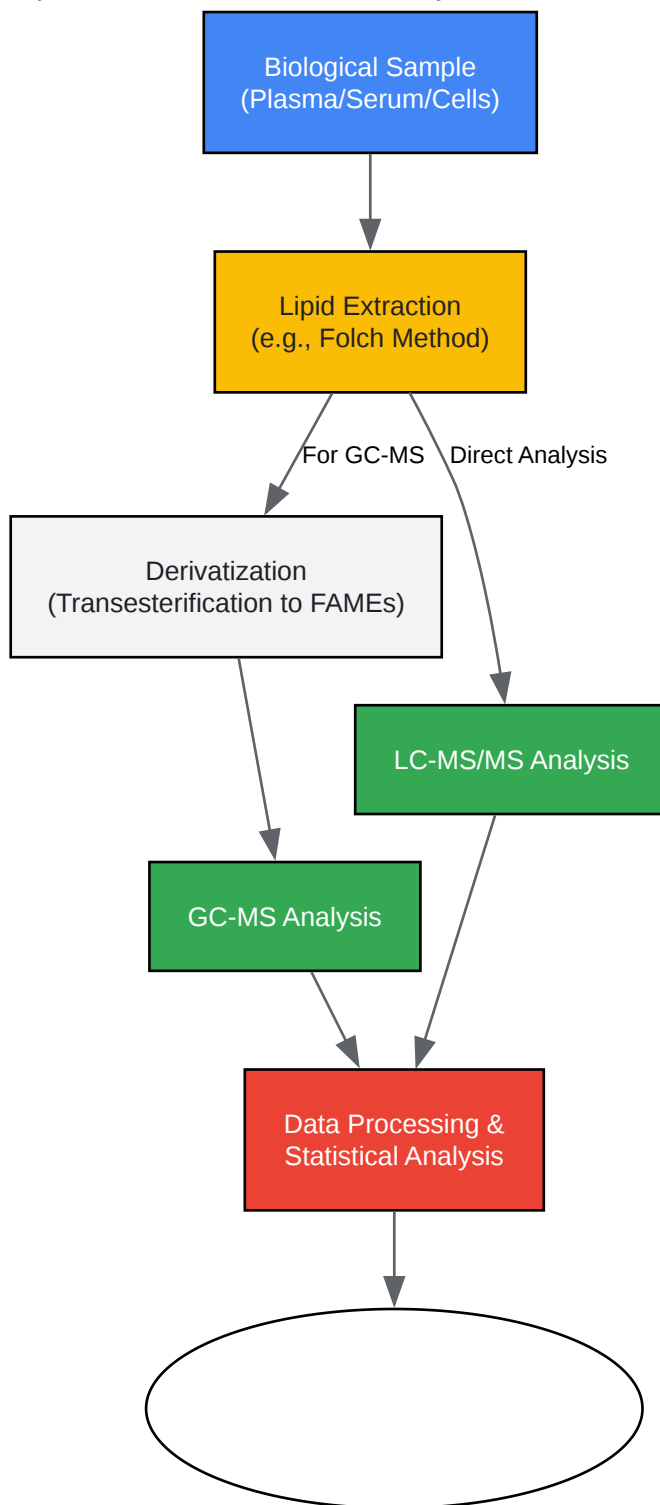 Biological Sample
(Plasma/Serum/Cells)
Lipid Extraction
(e.g., Folch Method)
For GC-MS
Direct Analysis
Derivatization
(Transesterification to FAMEs)
LC-MS/MS Analysis
GC-MS Analysis
Data Processing &
Statistical Analysis